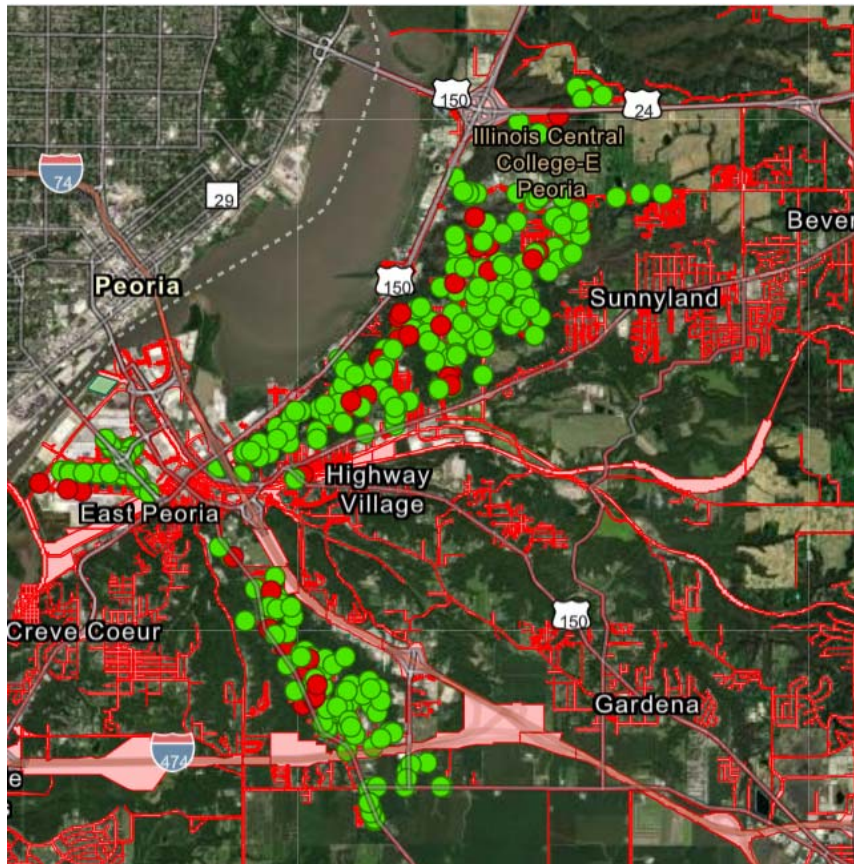 150
24
Illinois Central
College-E
Peoria
74
29
Bever
150
Peoria
Sunnyland
Highway
Village
East Peoria
150
Creve Coeur
Gardena
474
e